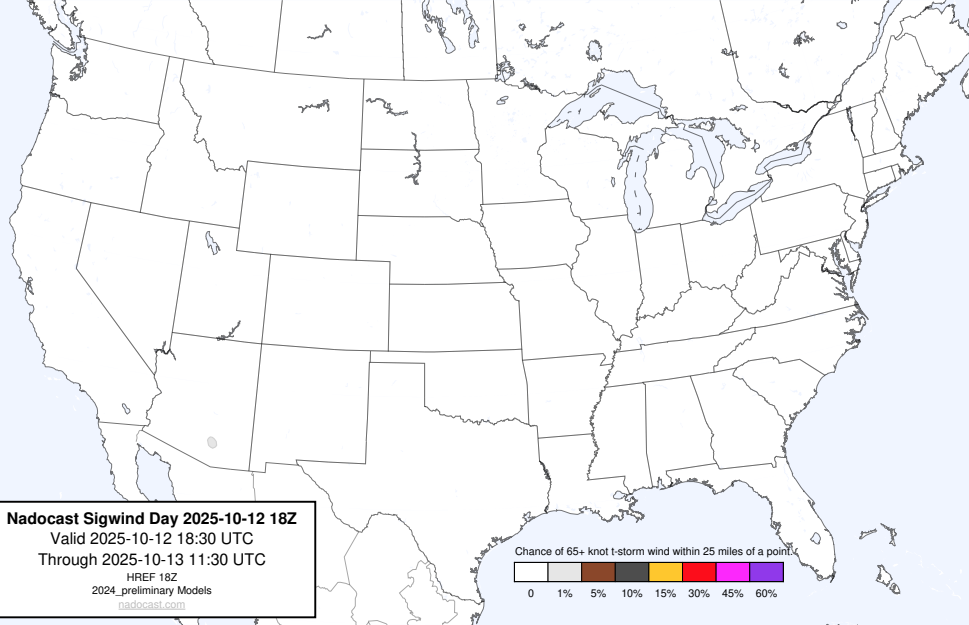 Nadocast Sigwind Day 2025-10-12 18Z
Valid 2025-10-12 18:30 UTC
Through 2025-10-13 11:30 UTC
HREF 18Z
2024_preliminary Models
nadocast.com
Chance of 65+ knot t-storm wind within 25 miles of a point.
0 1% 5% 10% 15% 30% 45% 60%